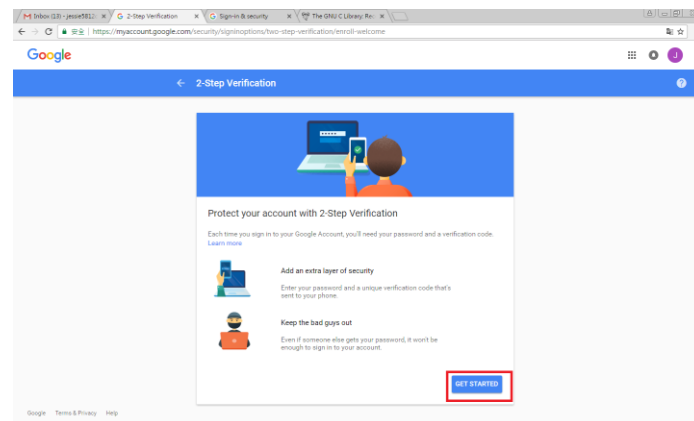 Inbox (13) - jessie5812
2-Step Verification
Sign-in & security
The GNU C Library: Re
安全 | https://myaccount.google.com/security/signinoptions/two-step-verification/enroll-welcome
Google
J
2-Step Verification
?
Protect your account with 2-Step Verification
Each time you sign in to your Google Account, you'll need your password and a verification code.
Learn more
Add an extra layer of security
Enter your password and a unique verification code that's
sent to your phone.
Keep the bad guys out
Even if someone else gets your password, it won't be
enough to sign in to your account.
GET STARTED
Google Terms & Privacy Help